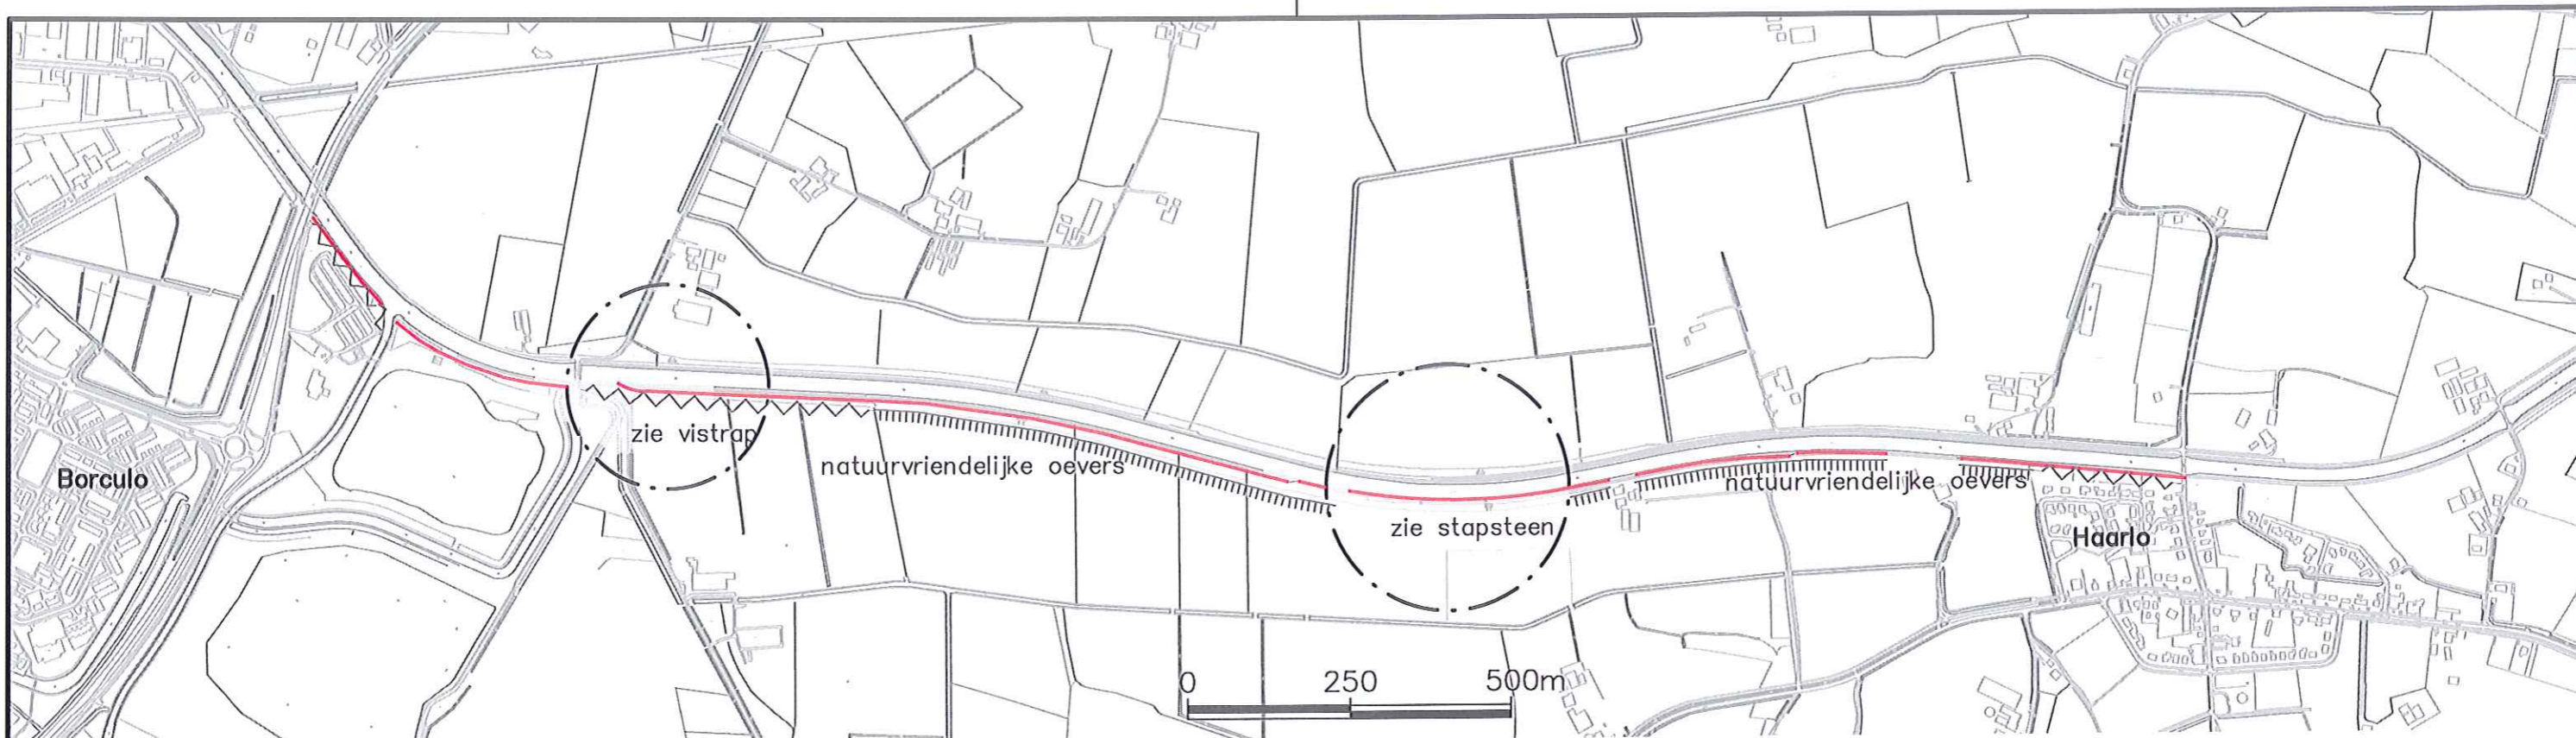 zie vistrap
natuurvriendelijke oevers
Borculo
natuurvriendelijke oevers
zie stapsteen
Haarlo
0 250 500m